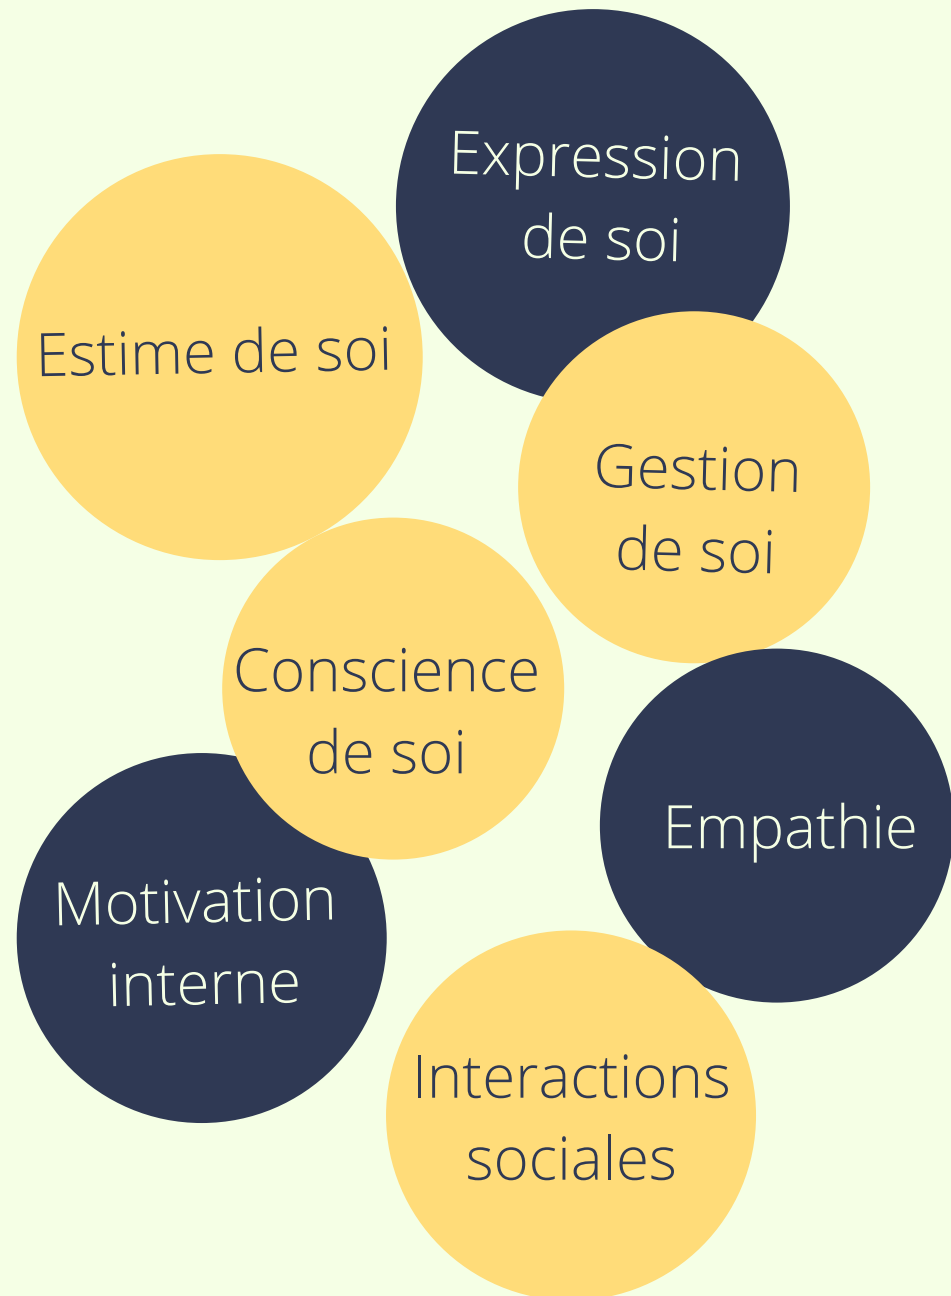 Expression
de soi
Estime de soi
Gestion
de soi
Conscience
de soi
Empathie
Motivation
interne
Interactions
sociales